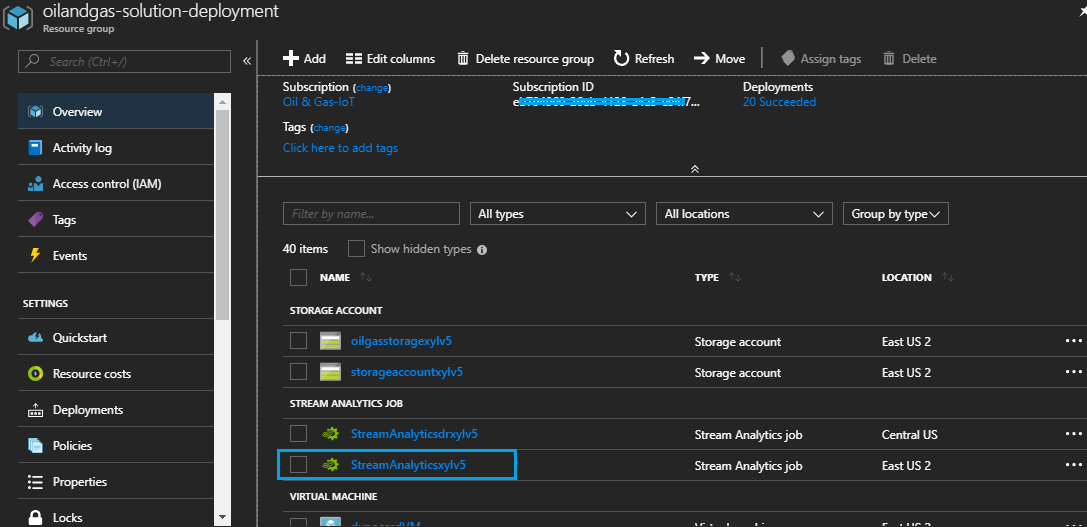 oilandgas-solution-deployment
Resource group
Search (Ctrl+/)
«
Overview
Activity log
Access control (IAM)
Tags
Events
SETTINGS
Quickstart
Resource costs
Deployments
Policies
Properties
Locks
Add Edit columns Delete resource group Refresh Move Assign tags Delete
Subscription (change) Subscription ID Deployments
Oil & Gas-IoT 20 Succeeded
Tags (change)
Click here to add tags
Filter by name... All types All locations Group by type
40 items Show hidden types
NAME TYPE LOCATION
STORAGE ACCOUNT
oilgasstoragexylv5 Storage account East US 2 ...
storageaccountxylv5 Storage account East US 2 ...
STREAM ANALYTICS JOB
StreamAnalyticsdrxylv5 Stream Analytics job Central US ...
StreamAnalyticsxylv5 Stream Analytics job East US 2 ...
VIRTUAL MACHINE